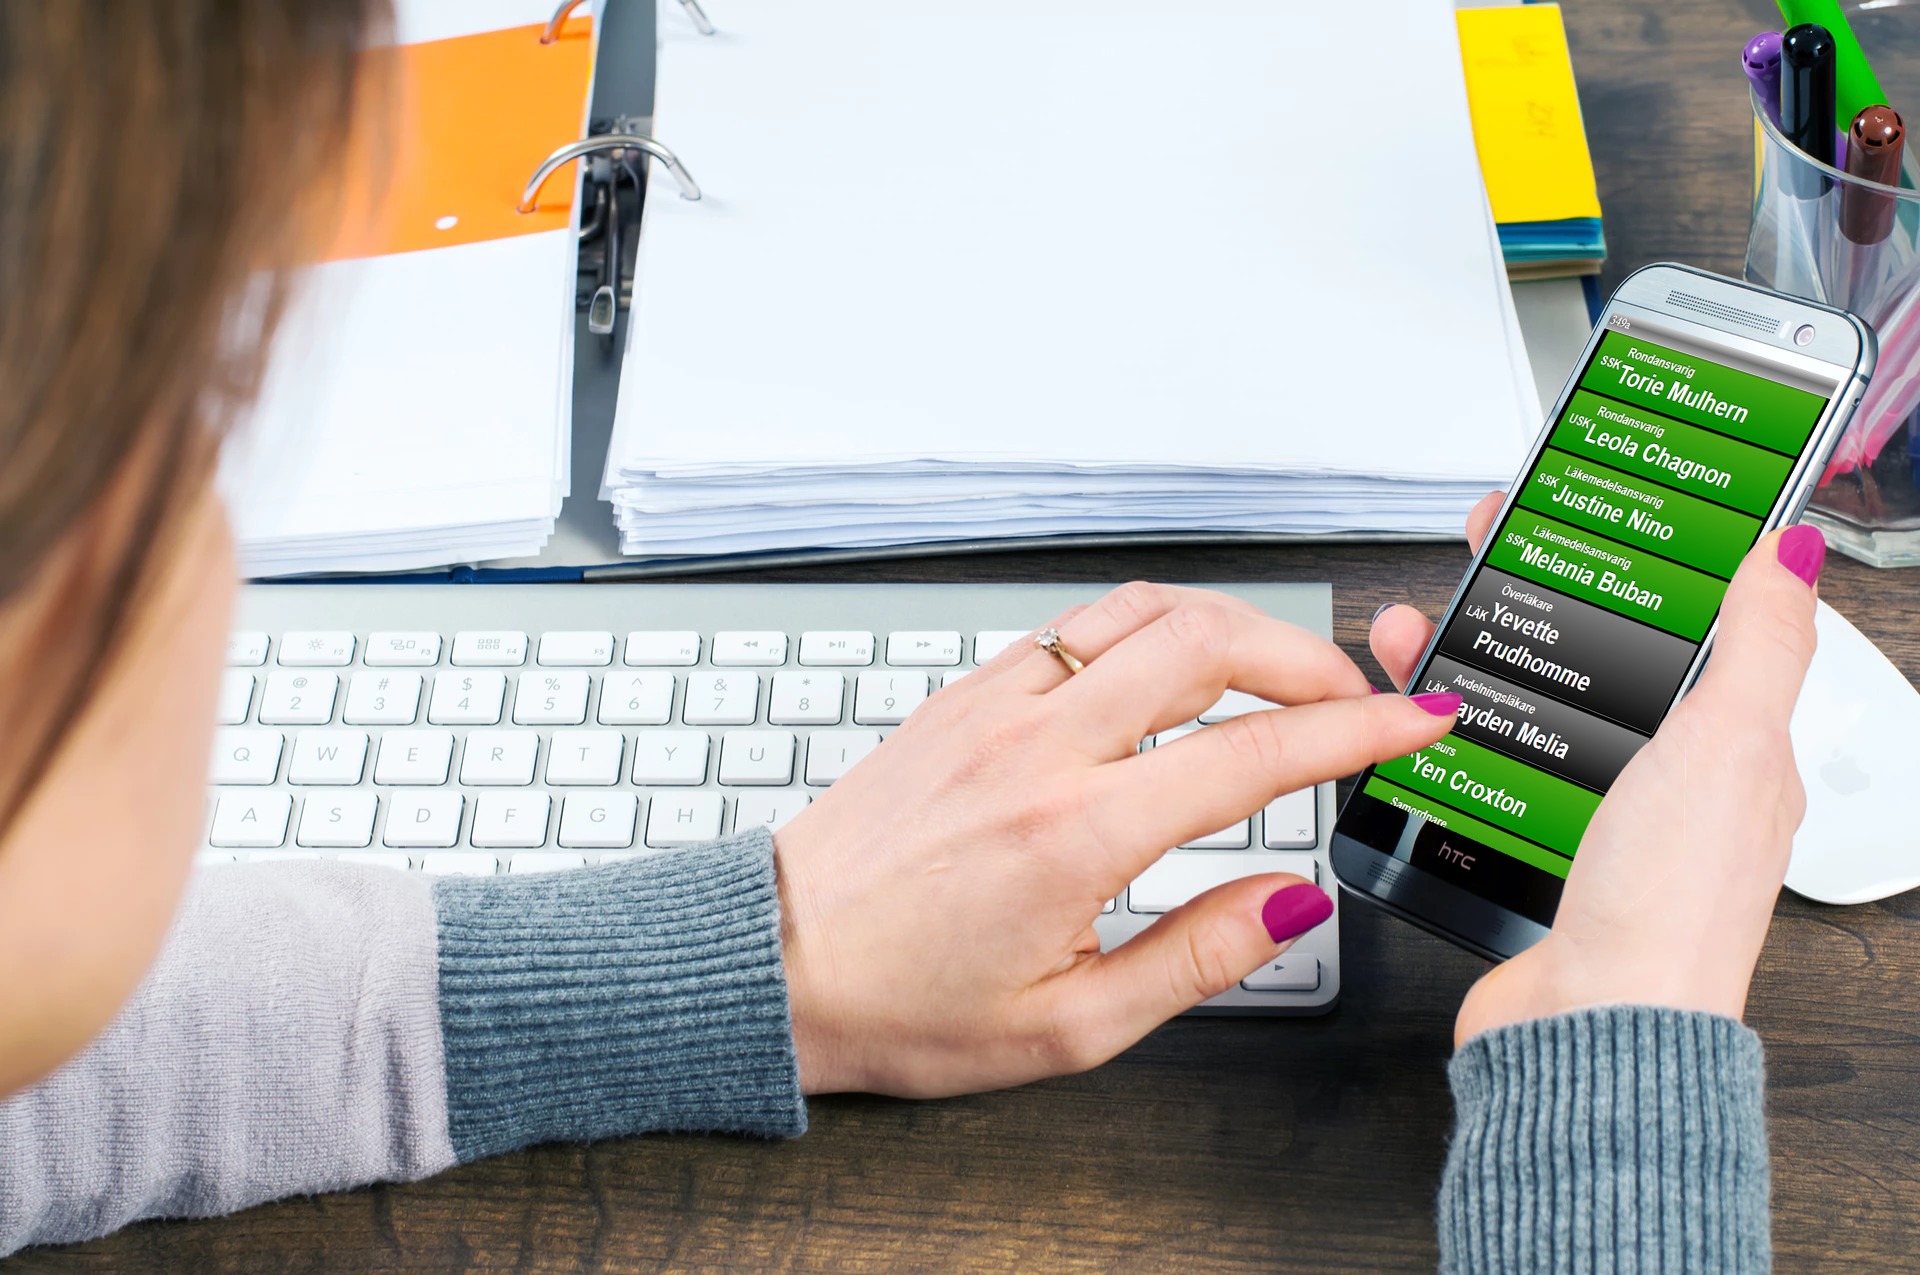 349a
Rondansvarig
SSK Torie Mulhern
Rondansvarig
USK Leola Chagnon
Läkemedelsansvarig
SSK Justine Nino
Läkemedelsansvarig
SSK Melania Buban
Överläkare
LÄK Yevette
Prudhomme
Avdelningsläkare
LÄK ayden Melia
surs
Yen Croxton
Samordnare
hTC
F1 F2 F3 F4 F5 F6 F7 F8 F9
@ # $ % ^ & * (
2 3 4 5 6 7 8 9
Q W E R T Y U I
A S D F G H J